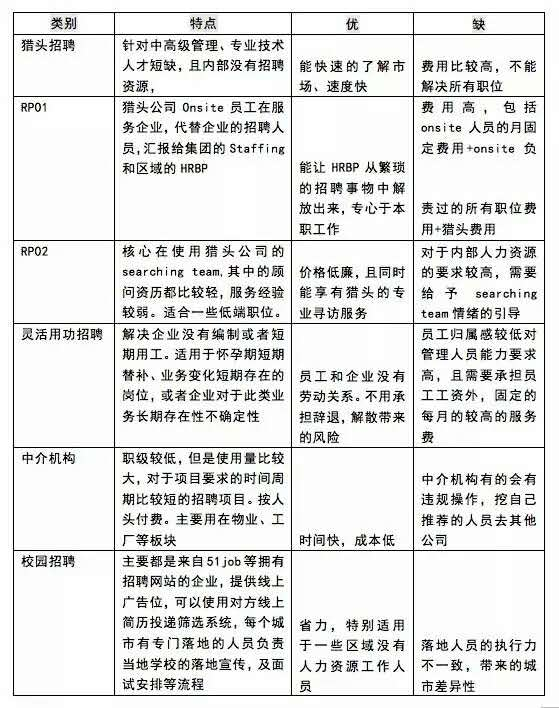 类别 特点 优 缺
猎头招聘
针对中高级管理、专业技术
人才短缺，且内部没有招聘
资源，
能快速的了解市
场、速度快
费用比较高，不能
解决所有职位
RPO1
猎头公司 Onsite 员工在服
务企业，代替企业的招聘人
员，汇报给集团的 Staffing
和区域的 HRBP
能让 HRBP 从繁琐
的招聘事物中解
放出来，专心于本
职工作
费用高，包括
onsite 人员的月固
定费用+onsite 负
责过的所有职位费
用+猎头费用
RPO2
核心在使用猎头公司的
searching team,其中的顾
问资历都比较轻，服务经验
较弱。适合一些低端职位。
价格低廉，且同时能
享有猎头的专
业寻访服务
对于内部人力资源
的要求较高，需要
给予 searching
team 情绪的引导
灵活用功招聘
解决企业没有编制或者短
期用工。适用于怀孕期短期
替补、业务变化短期存在的
岗位，或者企业对于此类业
务长期存在性不确定性
员工和企业没有
劳动关系。不用承
担辞退，解散带来
的风险
员工归属感较低对
管理人员能力要求
高，且需要承担员
工工资外，固定的
每月的较高的服务
费
中介机构
职级较低，但是使用量比较
大，对于项目要求的时间周
期比较短的招聘项目。按人
头付费。主要用在物业、工
厂等板块
时间快，成本低
中介机构有的会有
违规操作，挖自己
推荐的人员去其他
公司
校园招聘
主要都是来自 51job 等拥有
招聘网站的企业，提供线上
广告位，可以使用对方线上
简历投递筛选系统，每个城
市有专门落地的人员负责
当地学校的落地宣传，及面
试安排等流程
省力，特别适用
于一些区域没有
人力资源工作人
员
落地人员的执行力
不一致，带来的城
市差异性